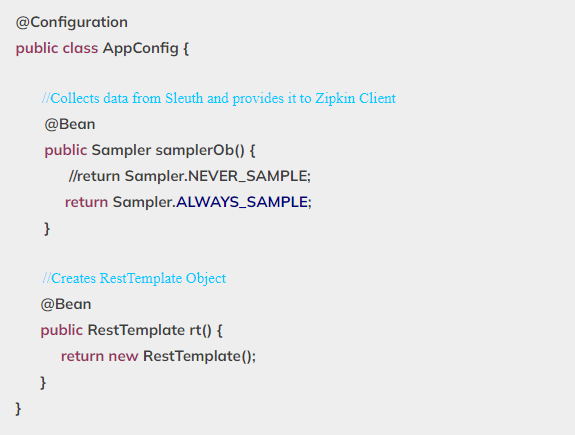 @Configuration
public class AppConfig {
//Collects data from Sleuth and provides it to Zipkin Client
@Bean
public Sampler samplerOb() {
//return Sampler.NEVER_SAMPLE;
return Sampler.ALWAYS_SAMPLE;
}
//Creates RestTemplate Object
@Bean
public RestTemplate rt() {
return new RestTemplate();
}
}